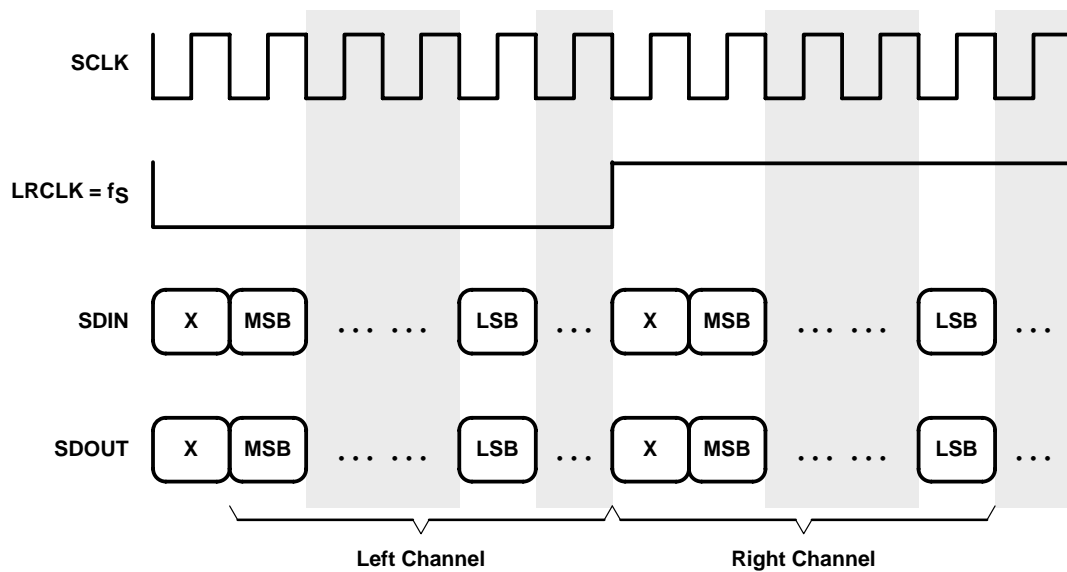 SCLK
LRCLK = fS
SDIN X MSB ... ... LSB ... X MSB ... ... LSB ...
SDOUT X MSB ... ... LSB ... X MSB ... ... LSB ...
Left Channel Right Channel